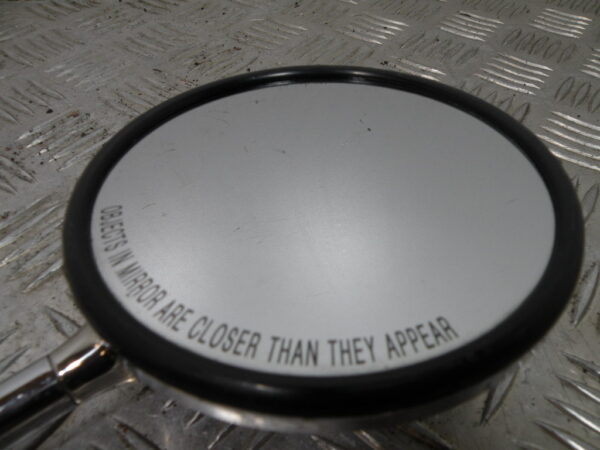 OBJECTS IN MIRROR ARE CLOSER THAN THEY APPEAR